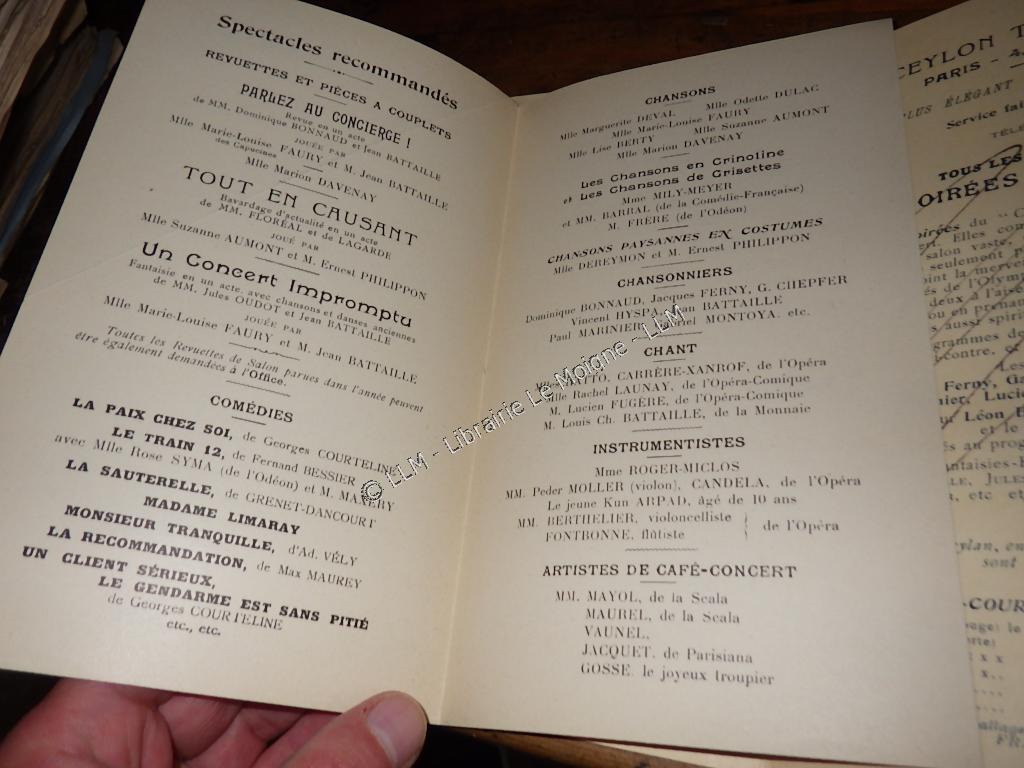 Spectacles recommandés
REVUETTES ET PIÈCES A COUPLETS
PARLEZ AU CONCIERGE !
Revue en un acte
de MM. Dominique BONNAUD et Jean BATTAILLE
JOUÉE PAR
Mlle Marie-Louise FAURY et M. Jean BATTAILLE
des Capucines
Mlle Marion DAVENAY
TOUT EN CAUSANT
Bavardage d'actualité en un acte
de MM. FLORÉAL et de LAGARDE
JOUÉ PAR
Mlle Suzanne AUMONT et M. Ernest PHILIPPON
Un Concert Impromptu
Fantaisie en un acte, avec chansons et danses anciennes
de MM. Jules OUDOT et Jean BATTAILLE
JOUÉE PAR
Mlle Marie-Louise FAURY et M. Jean BATTAILLE
Toutes les Revuettes de Salon parues dans l'année peuvent
être également demandées à l'Office.
COMÉDIES
LA PAIX CHEZ SOI, de Georges COURTELINE
LE TRAIN 12, de Fernand BESSIER
avec Mlle Rose SYMA (de l'Odéon) et M. MAXERY
LA SAUTERELLE, de GRENET-DANCOURT
MADAME LIMARAY
MONSIEUR TRANQUILLE, d'Ad. VÉLY
LA RECOMMANDATION, de Max MAUREY
UN CLIENT SÉRIEUX,
LE GENDARME EST SANS PITIÉ
de Georges COURTELINE
etc., etc.
CHANSONS
Mlle Marguerite DEVAL Mlle Odette DULAC
Mlle Marie-Louise FAURY
Mlle Lise BERTY Mlle Suzanne AUMONT
Mlle Marion DAVENAY
Les Chansons en Crinoline
et Les Chansons de Grisettes
Mme MILY-MEYER
et MM. BARRAL (de la Comédie-Française)
M. FRÈRE (de l'Odéon)
CHANSONS PAYSANNES EN COSTUMES
Mlle DEREYMON et M. Ernest PHILIPPON
CHANSONNIERS
Dominique BONNAUD, Jacques FERNY, G. CHEPFER
Vincent HYSPA, Jean BATTAILLE
Paul MARINIER, Gabriel MONTOYA, etc.
CHANT
CARRÈRE-XANROF, de l'Opéra
Mlle Rachel LAUNAY, de l'Opéra-Comique
M. Lucien FUGÈRE, de l'Opéra-Comique
M. Louis Ch. BATTAILLE, de la Monnaie
INSTRUMENTISTES
Mme ROGER-MICLOS
MM. Peder MOLLER (violon), CANDELA, de l'Opéra
Le jeune Kun ARPAD, âgé de 10 ans
MM. BERTHELIER, violoncelliste } de l'Opéra
FONTBONNE, flûtiste
ARTISTES DE CAFÉ-CONCERT
MM. MAYOL, de la Scala
MAUREL, de la Scala
VAUNEL,
JACQUET, de Parisiana
GOSSE, le joyeux troupier
© LLM - Librairie Le Moigne - LLM
CEYLON
PARIS
PLUS ÉLÉGANT
Service
TOUS LES
SOIRÉES
salon vaste,
Ferny,
Léon
et le
sont